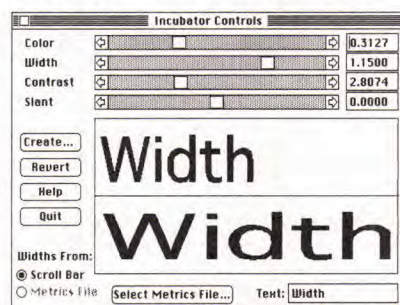 Incubator Controls
Color 0.3127
Width 1.1500
Contrast 2.8074
Slant 0.0000
Create...
Revert
Help
Quit
Width
Width
Widths From:
Scroll Bar
Metrics File
Select Metrics File...
Text: Width